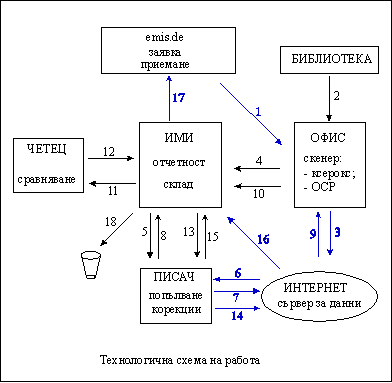 emis.de
заявка
приемане
БИБЛИОТЕКА
17
1
2
ЧЕТЕЦ
сравняване
12
11
ИМИ
отчетност
склад
4
10
ОФИС
скенер:
- ксерокс;
- ОСР
18
5
8
13
15
16
9
3
ПИСАЧ
попълване
корекции
6
7
14
ИНТЕРНЕТ
сървер за данни
Технологична схема на работа